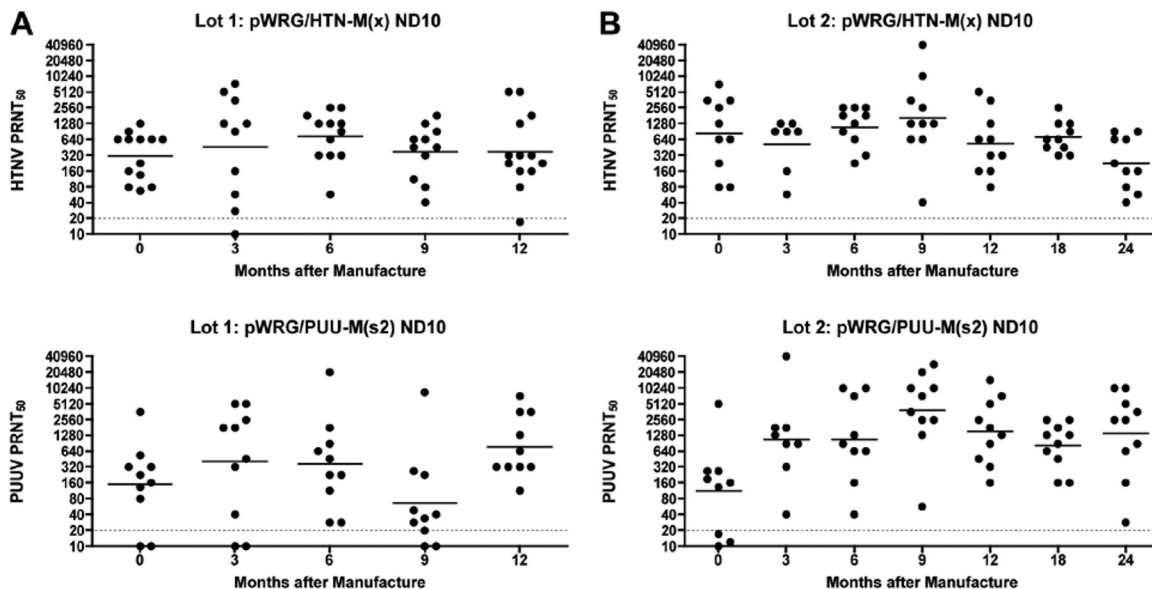 A
Lot 1: pWRG/HTN-M(x) ND10
HTNV PRNT50
40960
20480
10240
5120
2560
1280
640
320
160
80
40
20
10
0 3 6 9 12
Months after Manufacture
B
Lot 2: pWRG/HTN-M(x) ND10
HTNV PRNT50
40960
20480
10240
5120
2560
1280
640
320
160
80
40
20
10
0 3 6 9 12 18 24
Months after Manufacture
Lot 1: pWRG/PUU-M(s2) ND10
PUUV PRNT50
40960
20480
10240
5120
2560
1280
640
320
160
80
40
20
10
0 3 6 9 12
Months after Manufacture
Lot 2: pWRG/PUU-M(s2) ND10
PUUV PRNT50
40960
20480
10240
5120
2560
1280
640
320
160
80
40
20
10
0 3 6 9 12 18 24
Months after Manufacture